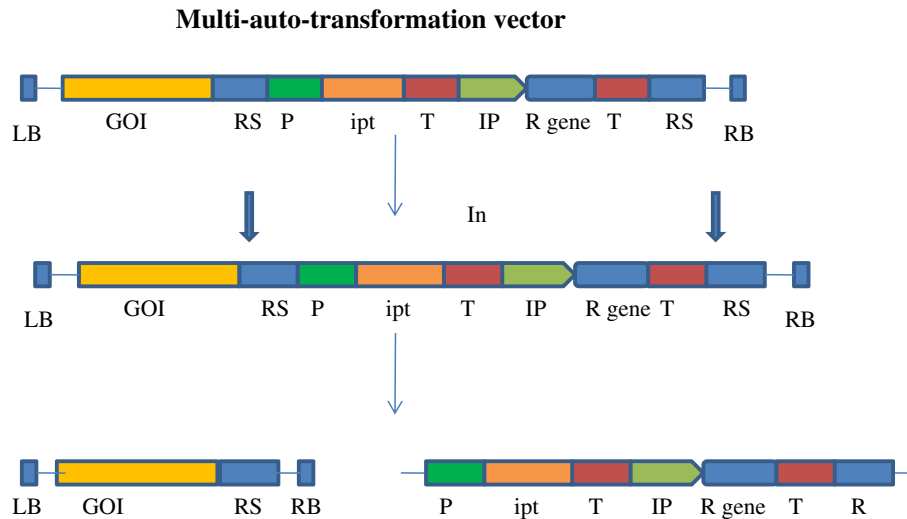 Multi-auto-transformation vector
LB GOI RS P ipt T IP R gene T RS RB
In
LB GOI RS P ipt T IP R gene T RS RB
LB GOI RS RB P ipt T IP R gene T R